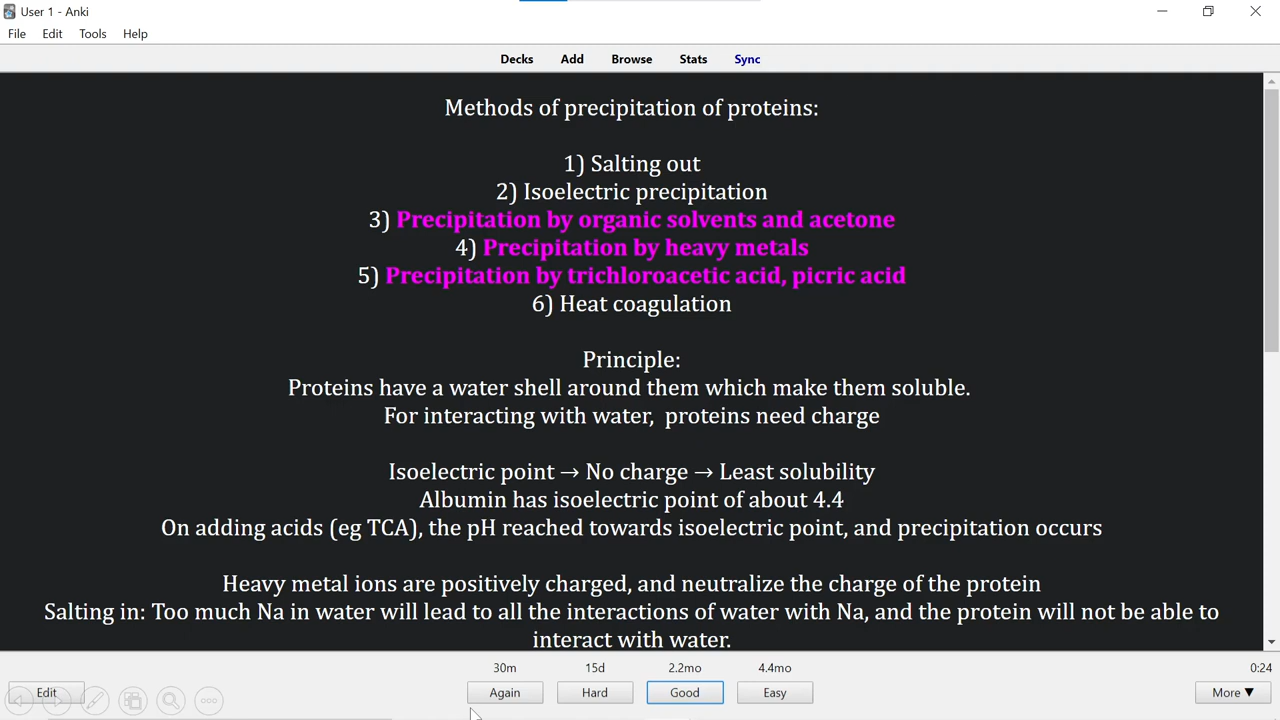 User 1 - Anki
File Edit Tools Help
Decks Add Browse Stats Sync
Methods of precipitation of proteins:
1) Salting out
2) Isoelectric precipitation
3) Precipitation by organic solvents and acetone
4) Precipitation by heavy metals
5) Precipitation by trichloroacetic acid, picric acid
6) Heat coagulation
Principle:
Proteins have a water shell around them which make them soluble.
For interacting with water, proteins need charge
Isoelectric point → No charge → Least solubility
Albumin has isoelectric point of about 4.4
On adding acids (eg TCA), the pH reached towards isoelectric point, and precipitation occurs
Heavy metal ions are positively charged, and neutralize the charge of the protein
Salting in: Too much Na in water will lead to all the interactions of water with Na, and the protein will not be able to
interact with water.
30m 15d 2.2mo 4.4mo 0:24
Edit Again Hard Good Easy More ▼